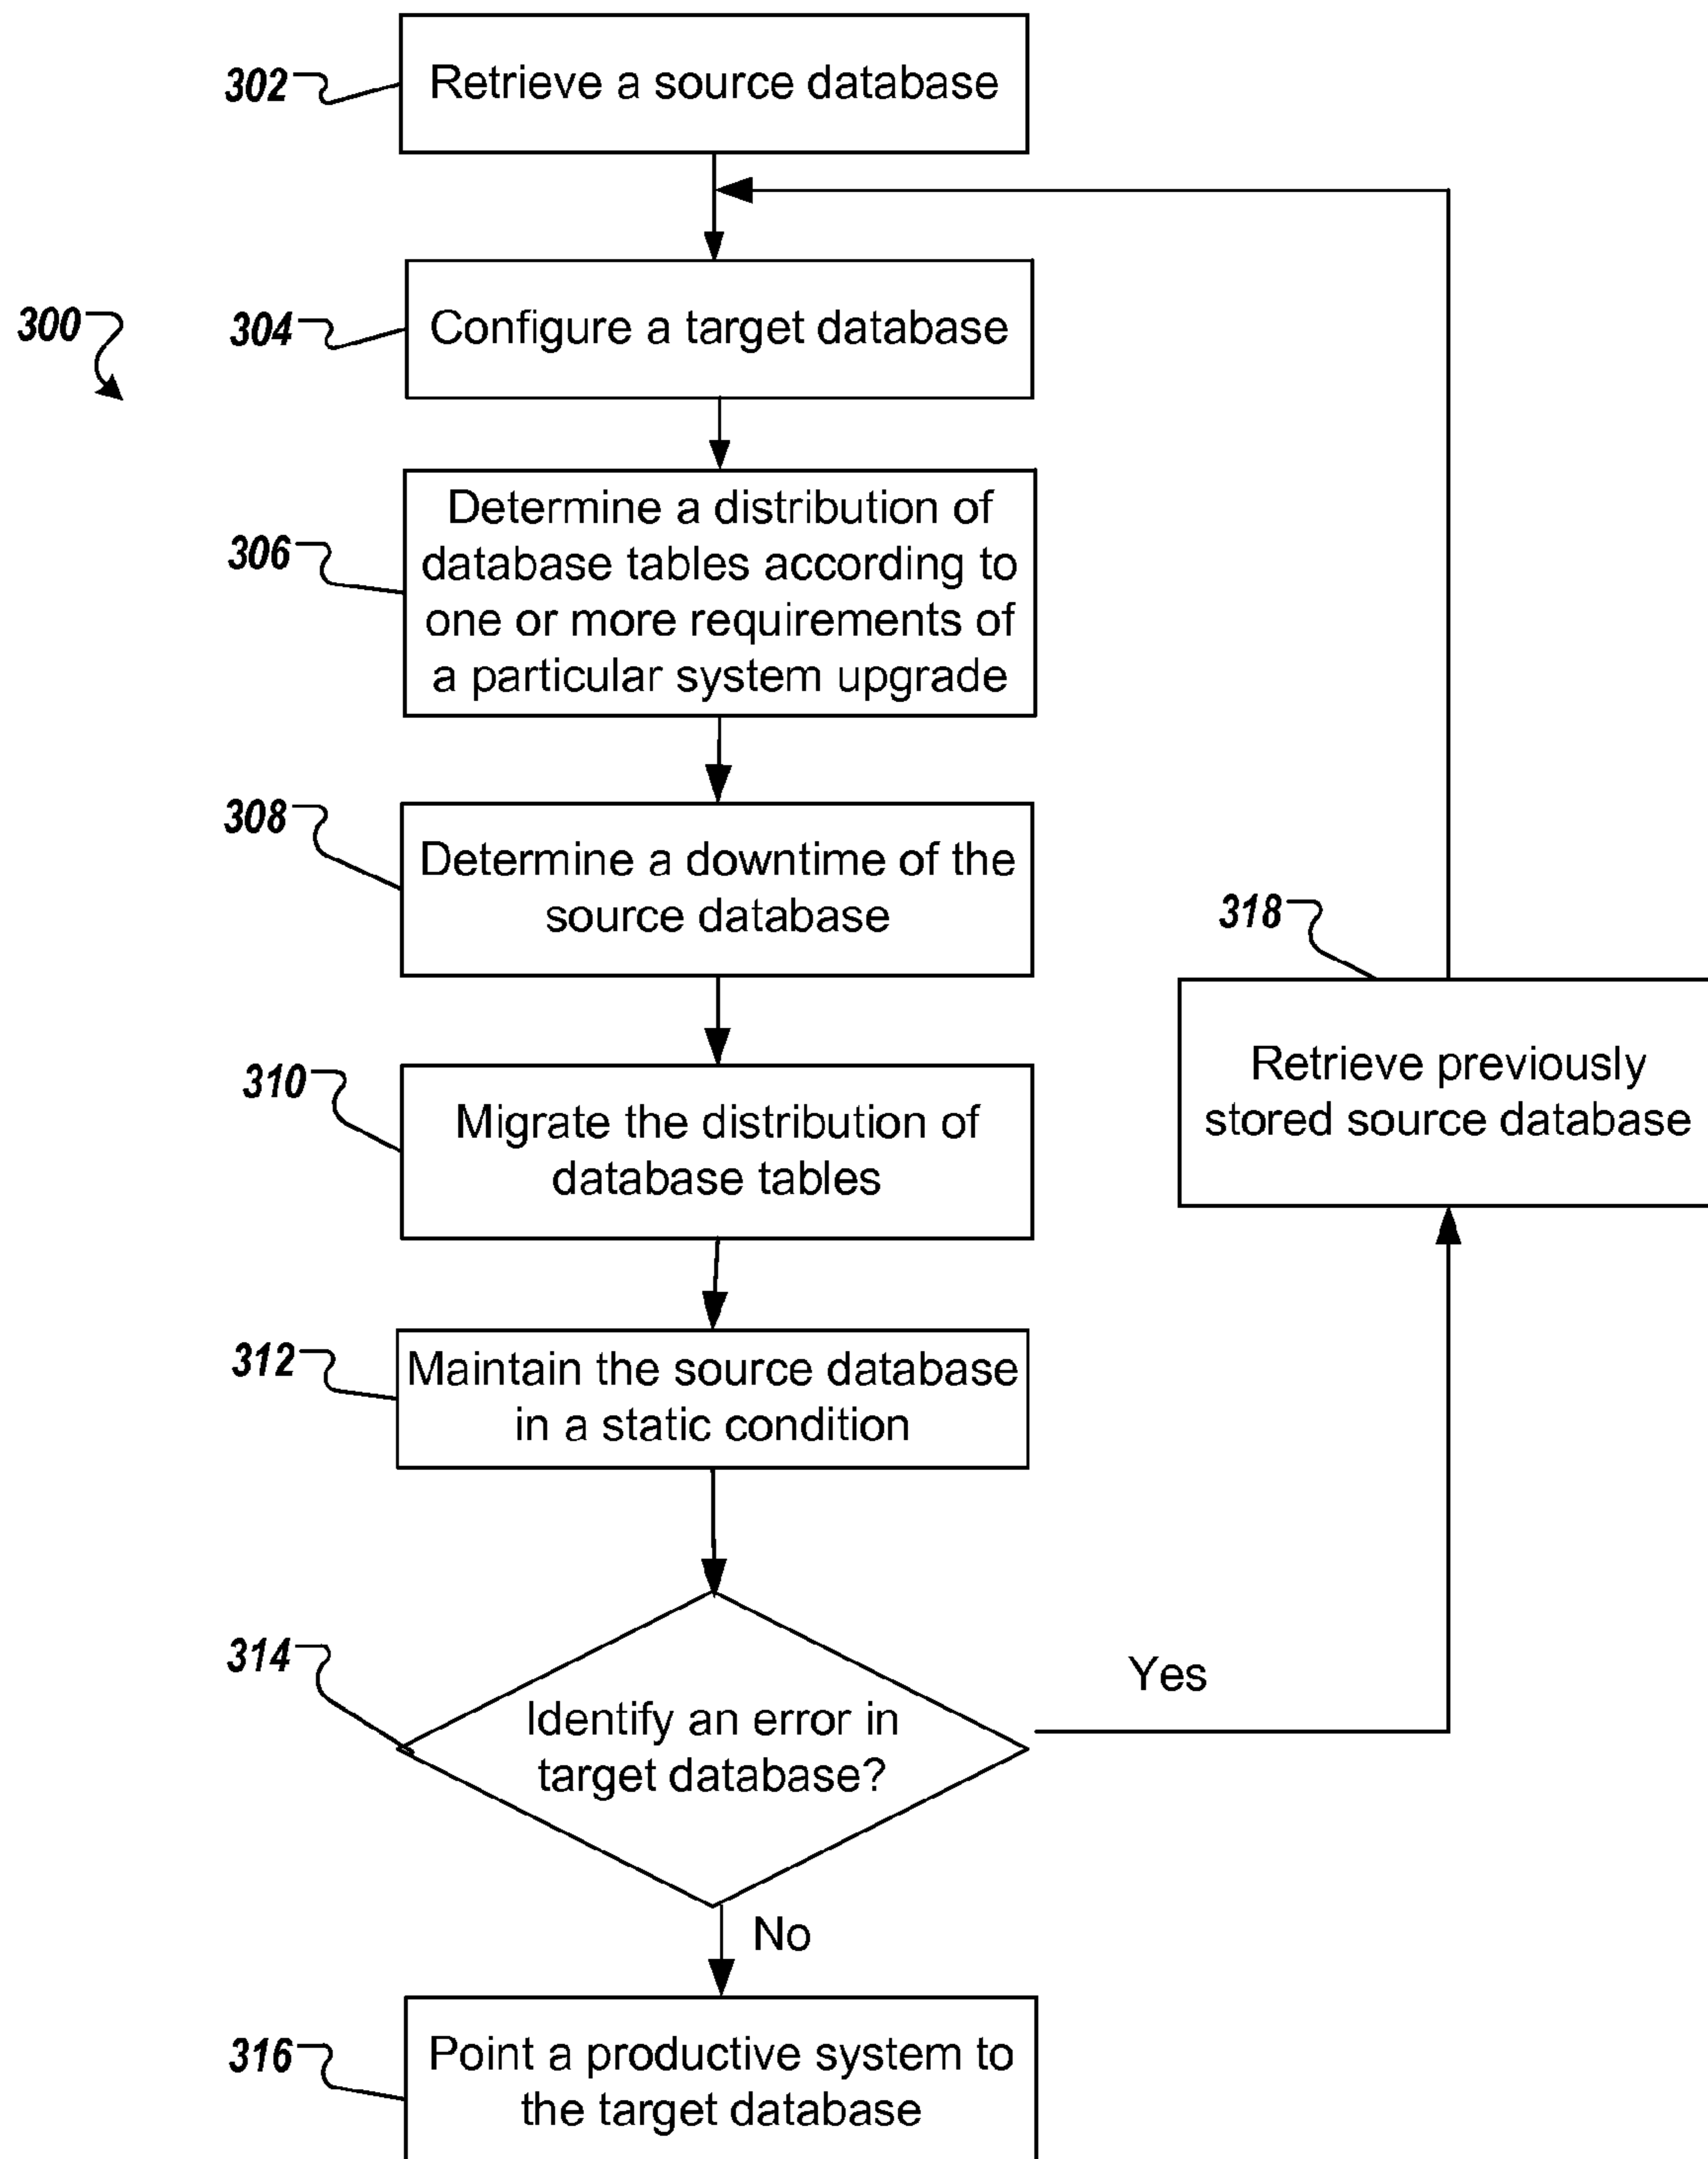 302
Retrieve a source database
300
304
Configure a target database
306
Determine a distribution of
database tables according to
one or more requirements of
a particular system upgrade
308
Determine a downtime of the
source database
318
Retrieve previously
stored source database
310
Migrate the distribution of
database tables
312
Maintain the source database
in a static condition
314
Identify an error in
target database?
Yes
No
316
Point a productive system to
the target database